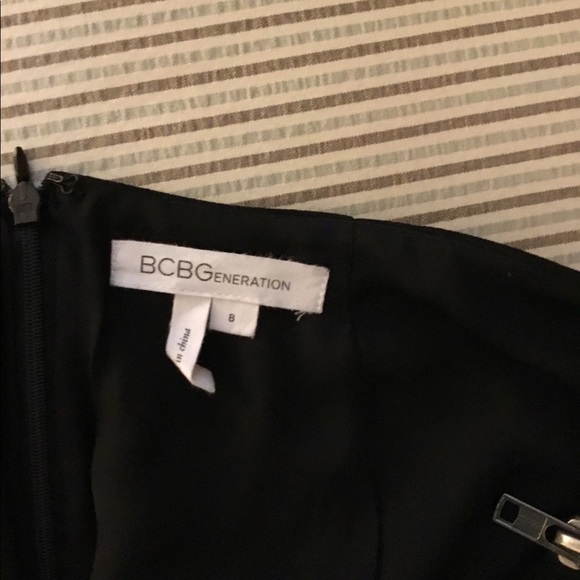 BCBGENERATION
8
in china